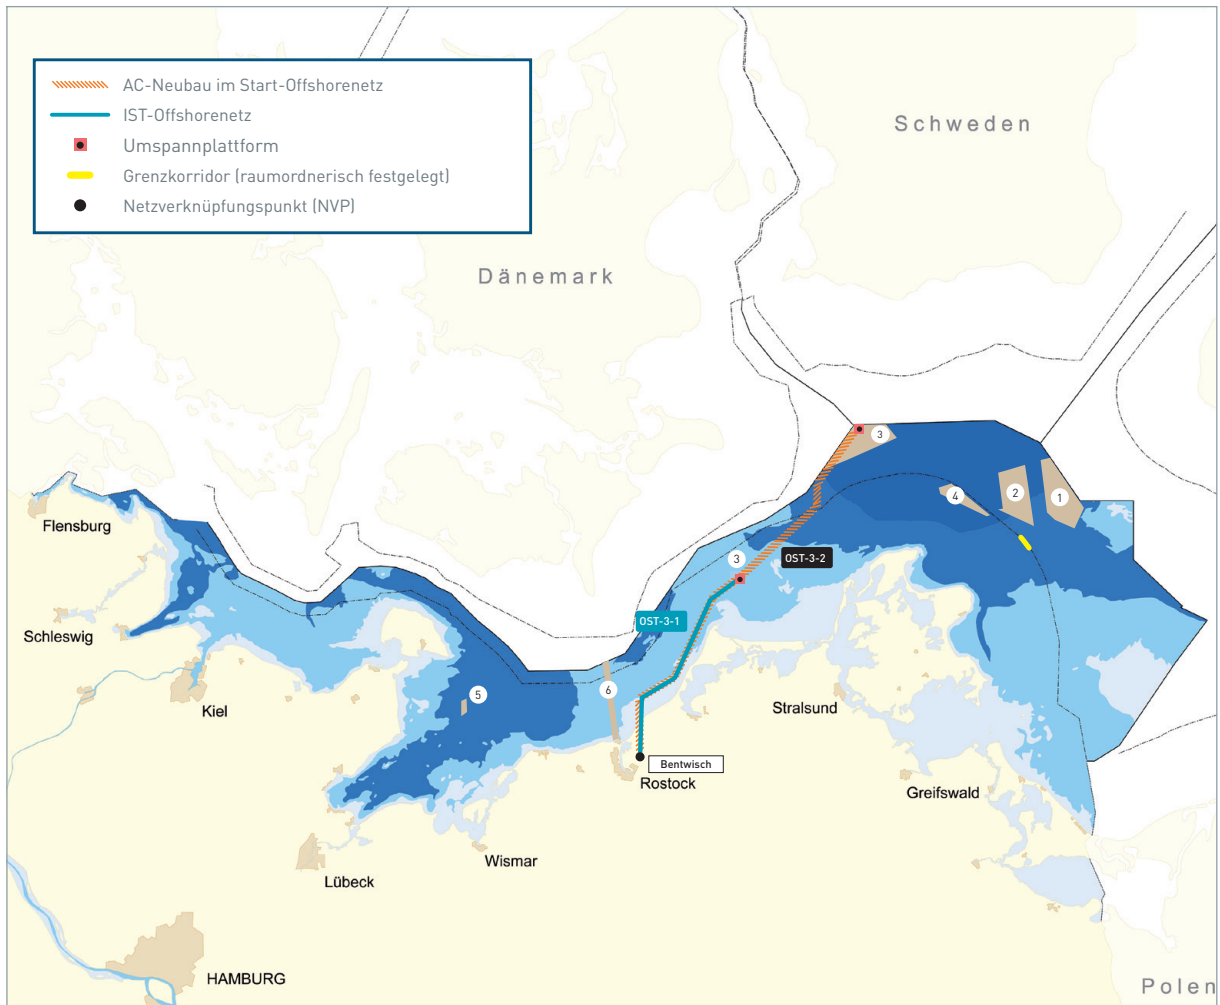 AC-Neubau im Start-Offshorenetz
IST-Offshorenetz
Umspannplattform
Grenzkorridor (raumordnerisch festgelegt)
Netzverknüpfungspunkt (NVP)
Schweden
Dänemark
3
4
2
1
3
OST-3-2
OST-3-1
Flensburg
Schleswig
Kiel
5
6
Stralsund
Bentwisch
Rostock
Greifswald
Wismar
Lübeck
HAMBURG
Polen